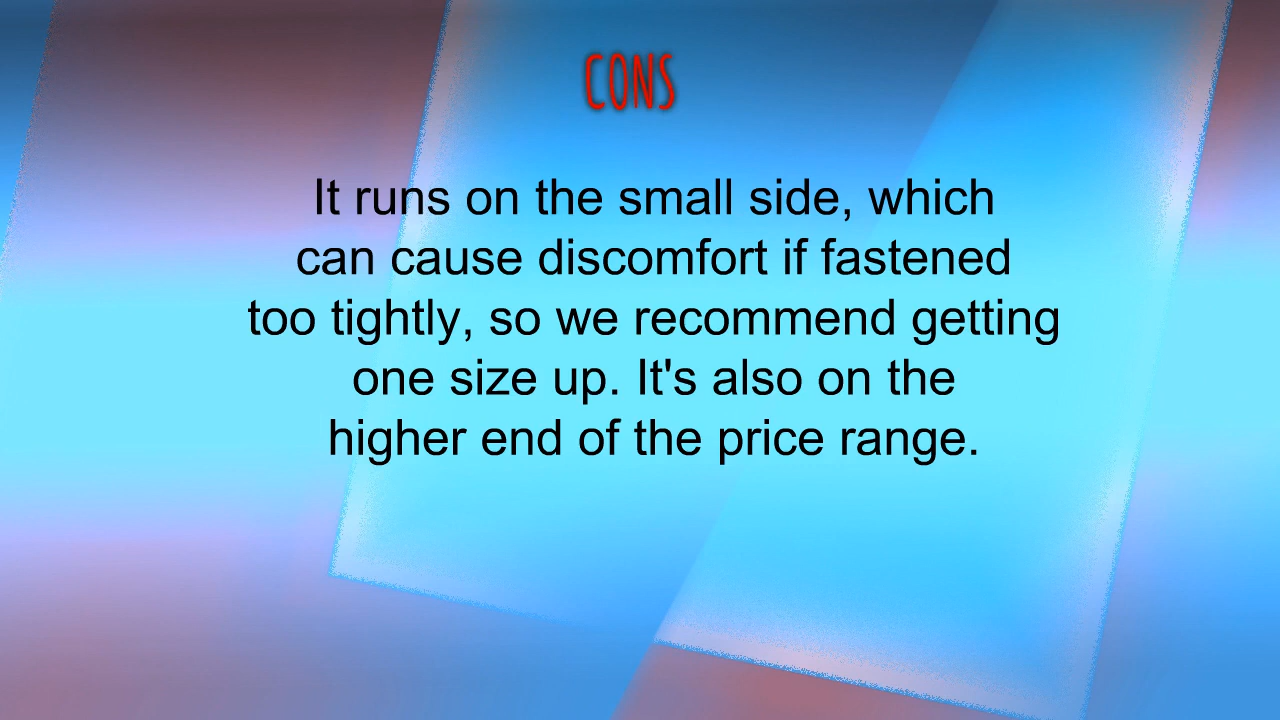 CONS
It runs on the small side, which
can cause discomfort if fastened
too tightly, so we recommend getting
one size up. It's also on the
higher end of the price range.